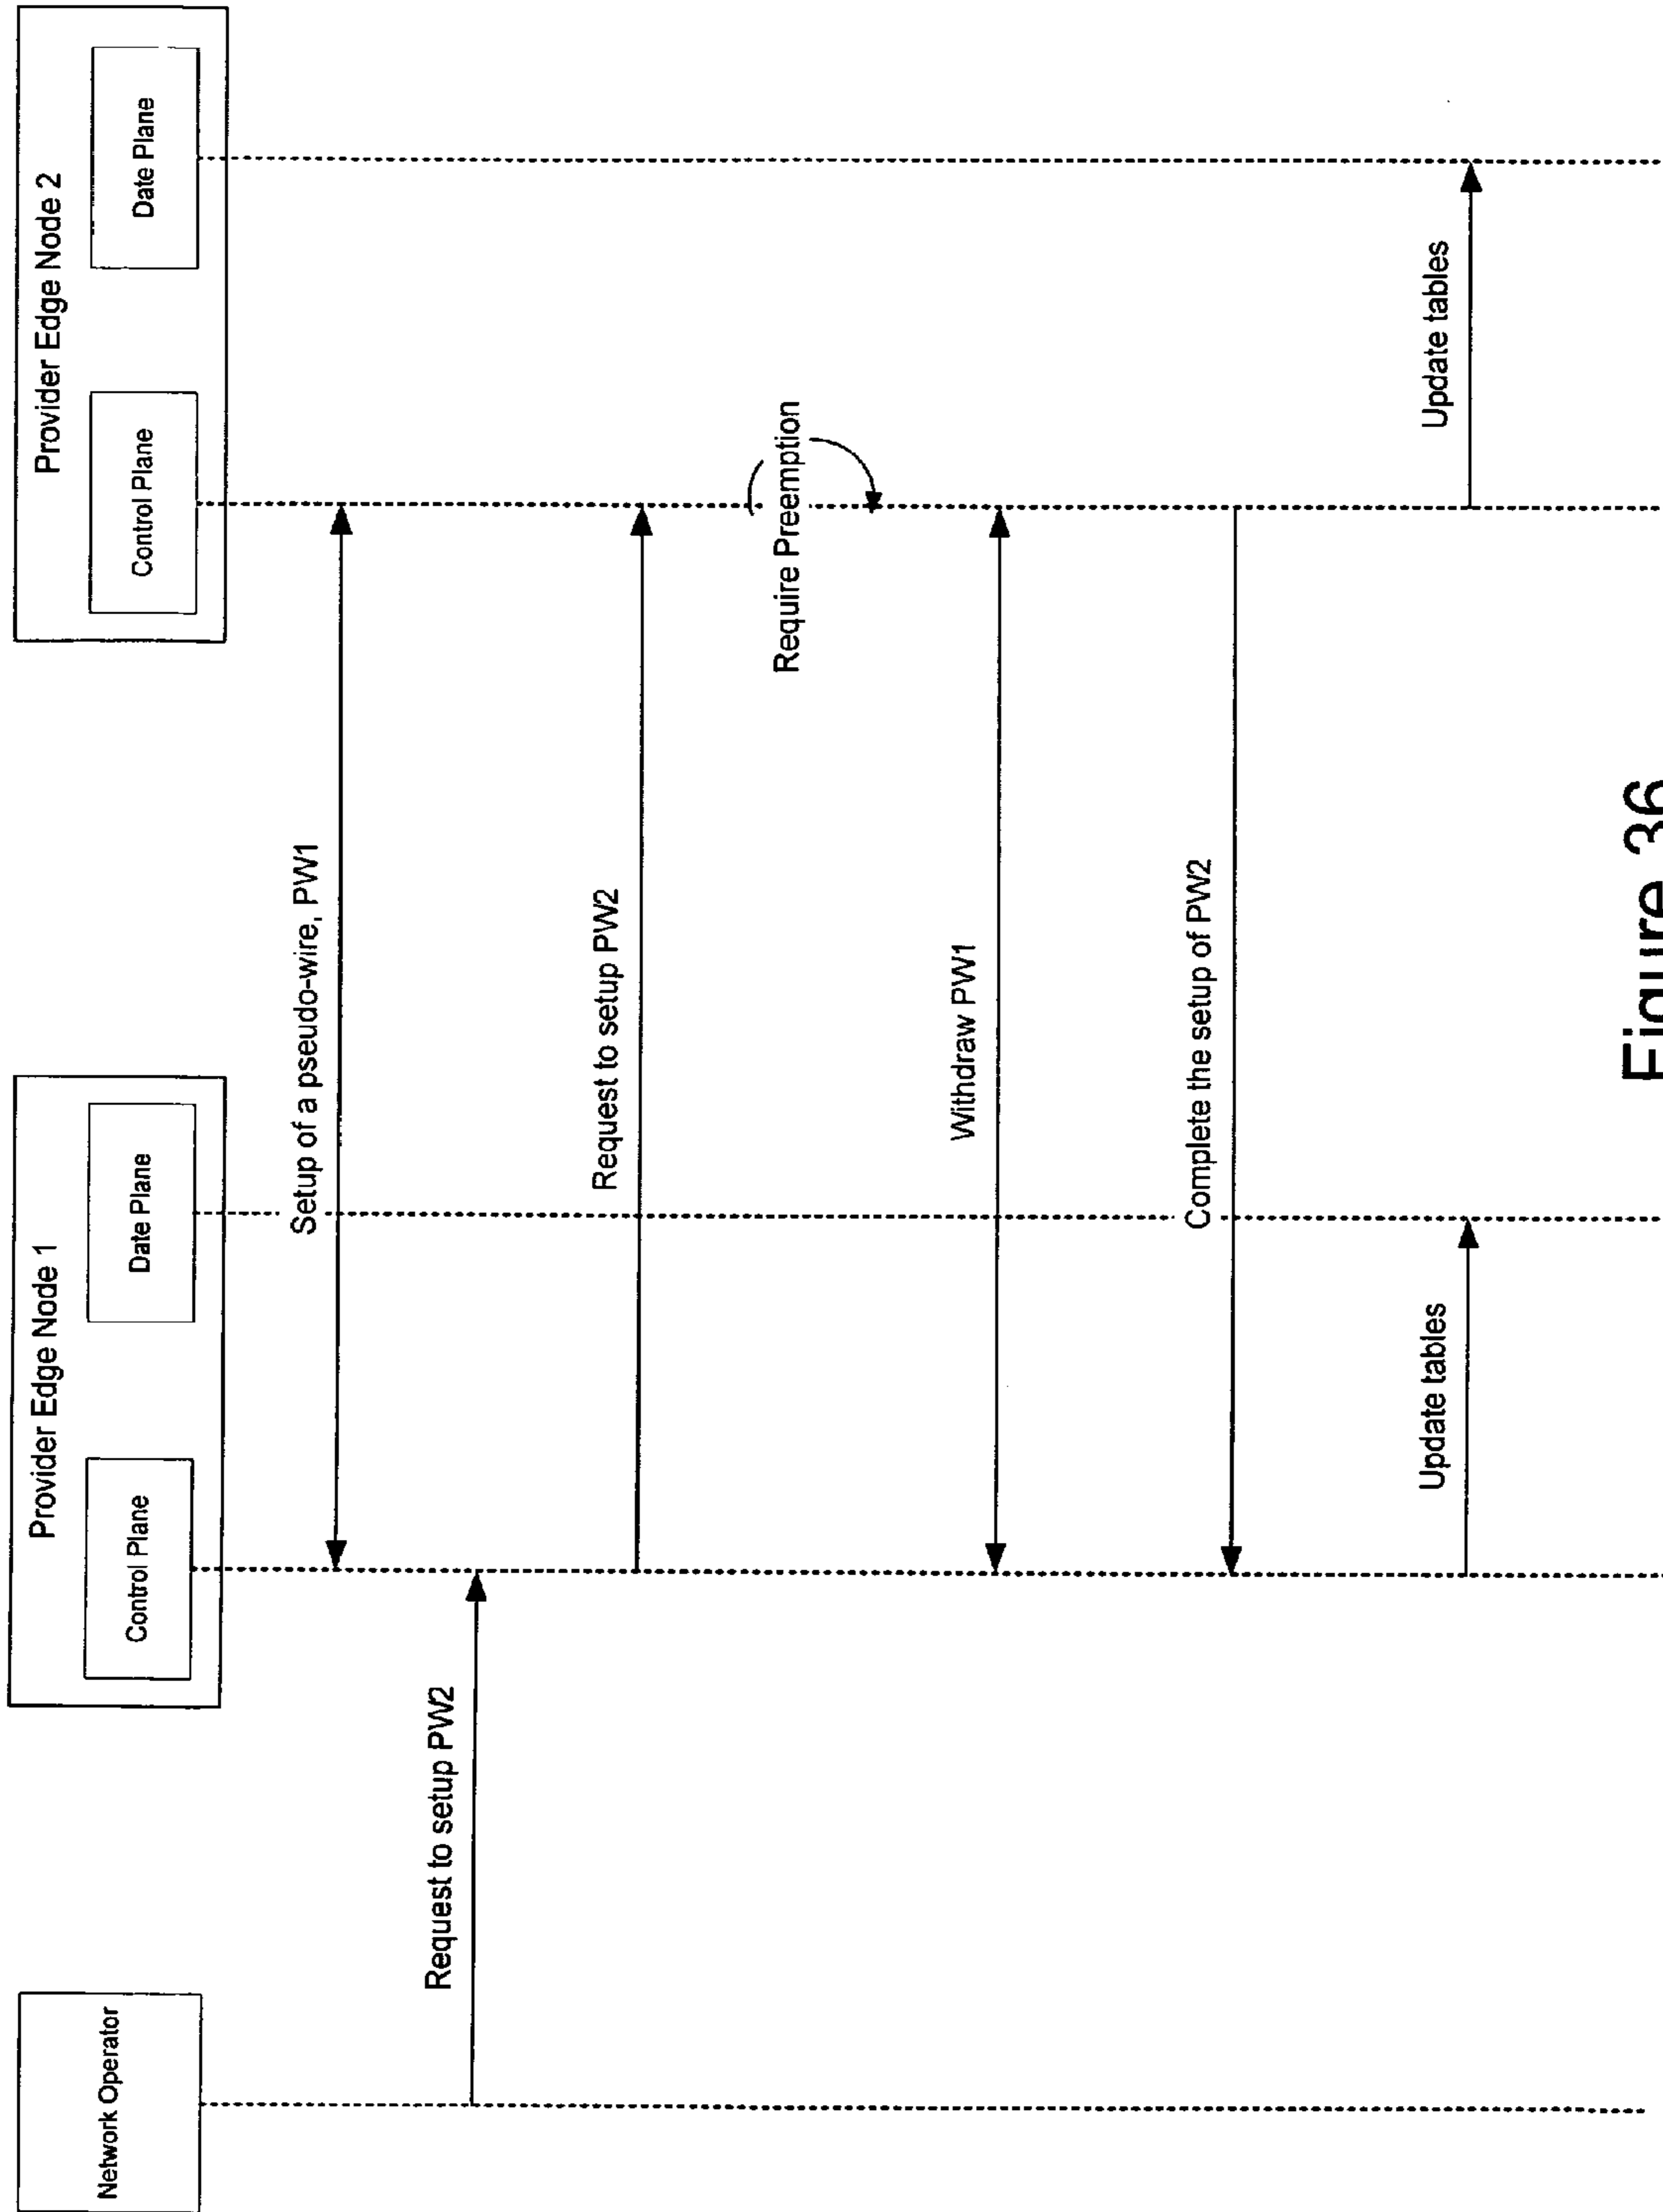 Network Operator
Provider Edge Node 1
Control Plane
Date Plane
Provider Edge Node 2
Control Plane
Date Plane
Setup of a pseudo-wire, PW1
Request to setup PW2
Request to setup PW2
Require Preemption
Withdraw PW1
Complete the setup of PW2
Update tables
Update tables
Figure 36